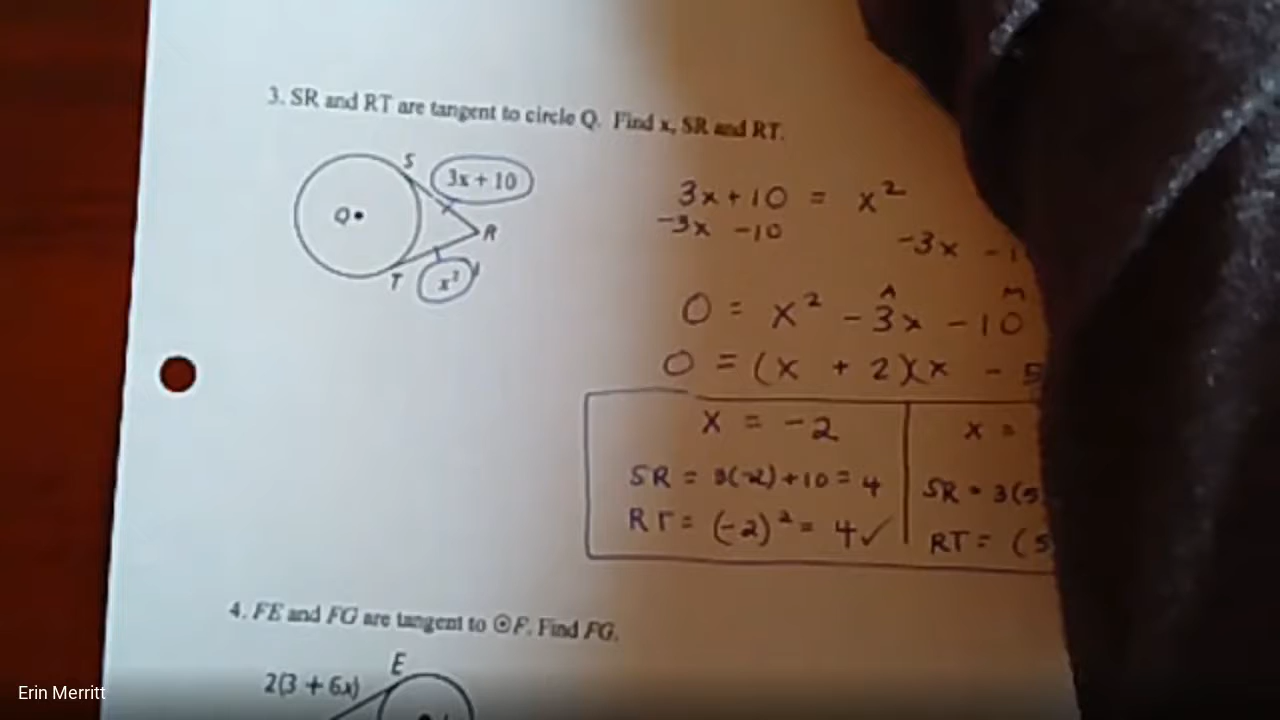 3. SR and RT are tangent to circle Q. Find x, SR and RT.
S
3x + 10
Q
R
T
x²
3x + 10 = x²
-3x -10
-3x -1
0 = x² - 3x - 10
A
M
0 = (x + 2)(x - 5
x = -2
SR = 3(-2) + 10 = 4
RT = (-2)² = 4 ✓
x =
SR = 3(5
RT = (5
4. FE and FG are tangent to ⊙F. Find FG.
E
2(3 + 6x)
Erin Merritt